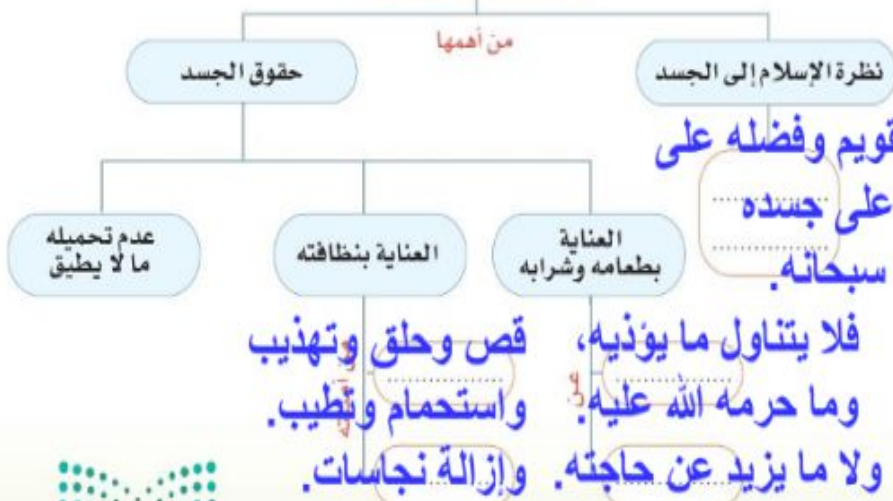 من أهمها
نظرة الإسلام إلى الجسد
حقوق الجسد
قويم وفضله على
على جسده
سبحانه.
العناية
بطعامه وشرابه
العناية بنظافته
عدم تحميله
ما لا يطيق
فلا يتناول ما يؤذيه،
وما حرمه الله عليه.
ولا ما يزيد عن حاجته.
قص وحلق وتهذيب
واستحمام وتطيب.
وإزالة نجاسات.